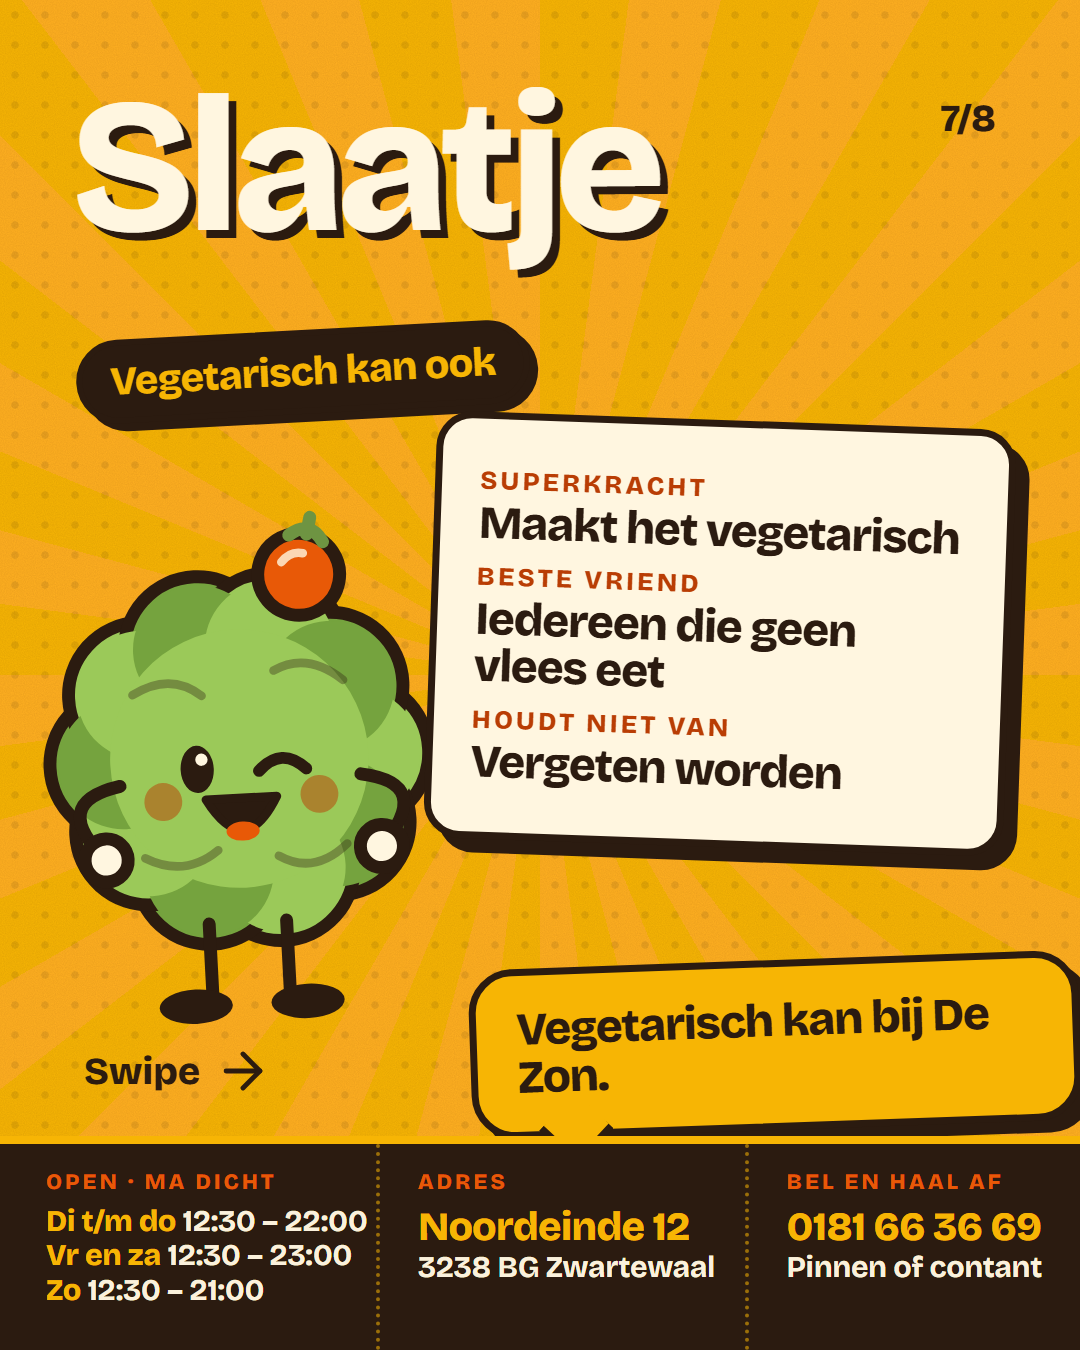 Slaatje
7/8
Vegetarisch kan ook
SUPERKRACHT
Maakt het vegetarisch
BESTE VRIEND
Iedereen die geen
vlees eet
HOUDT NIET VAN
Vergeten worden
Vegetarisch kan bij De
Zon.
Swipe →
OPEN · MA DICHT
Di t/m do 12:30 – 22:00
Vr en za 12:30 – 23:00
Zo 12:30 – 21:00
ADRES
Noordeinde 12
3238 BG Zwartewaal
BEL EN HAAL AF
0181 66 36 69
Pinnen of contant